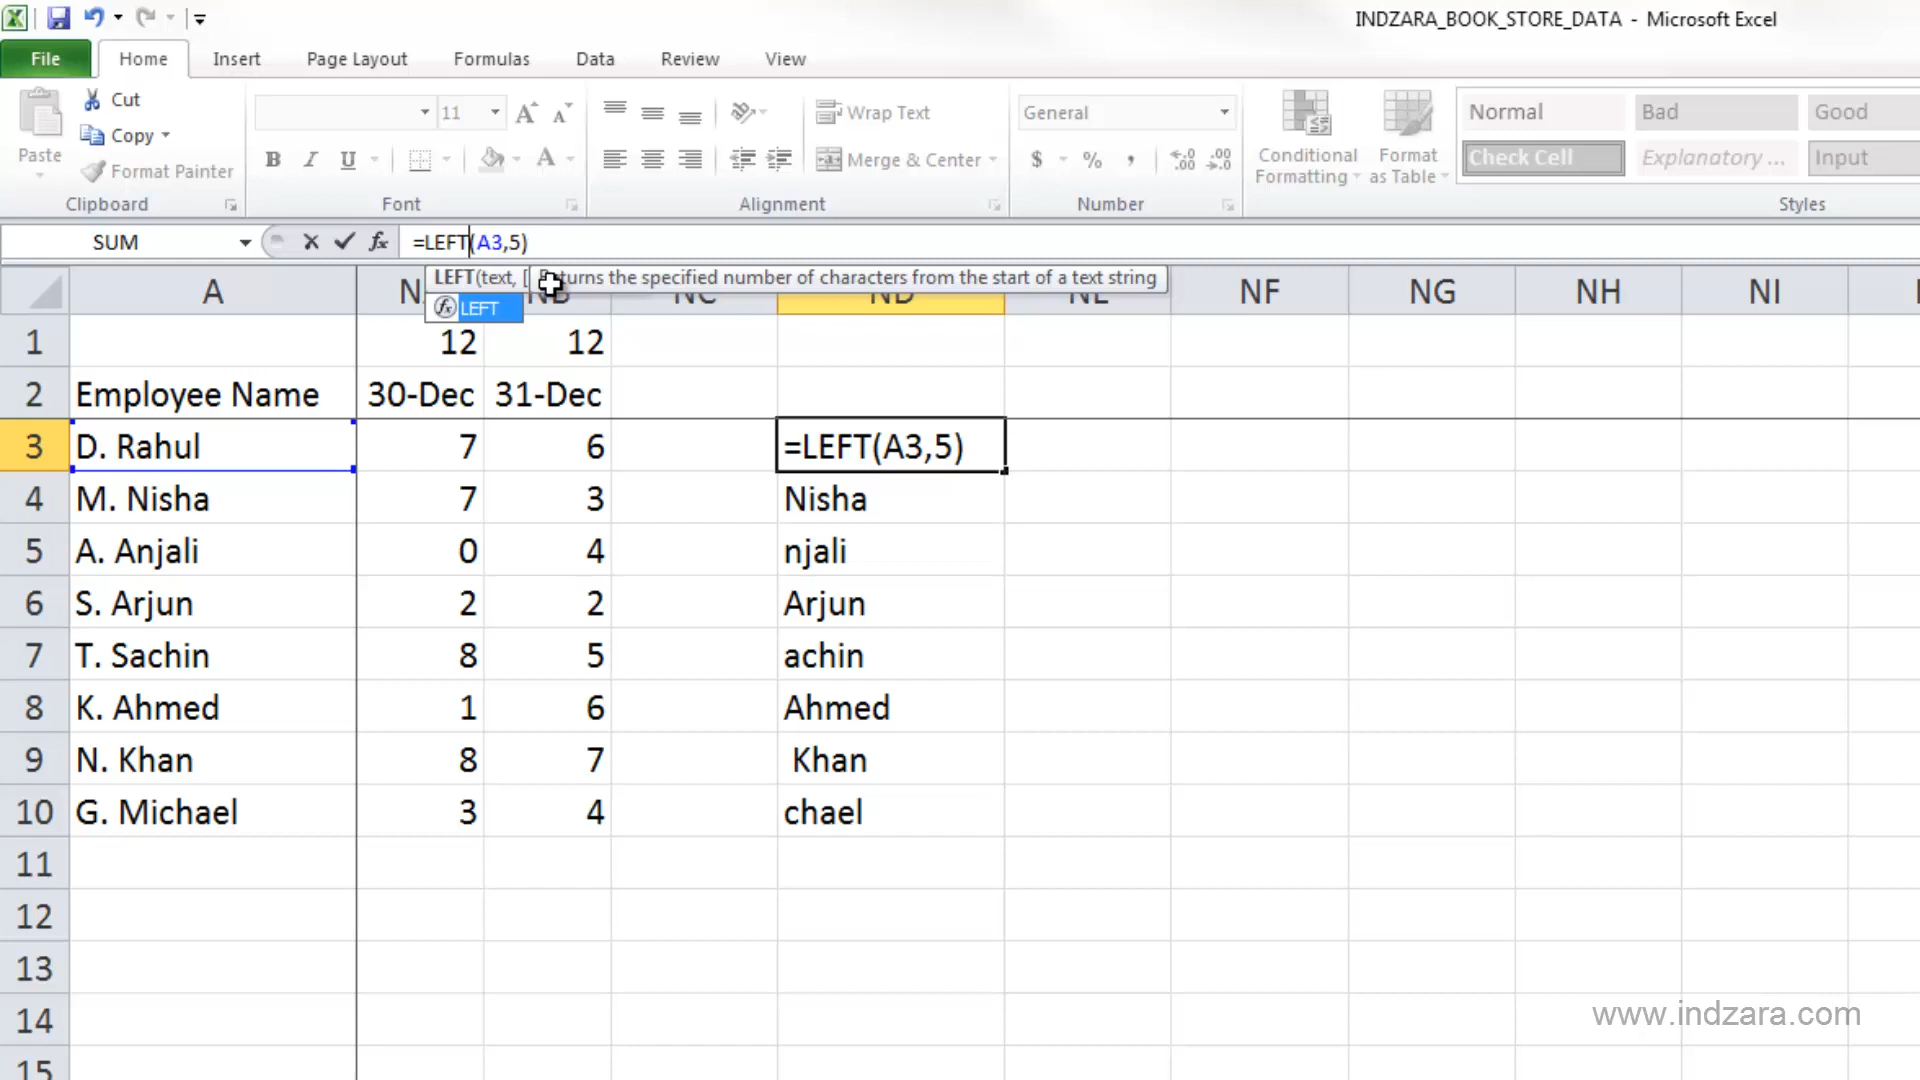 INDZARA_BOOK_STORE_DATA - Microsoft Excel
File Home Insert Page Layout Formulas Data Review View
Paste
Cut
Copy
Format Painter
Clipboard
11
B I U
Font
Wrap Text
Merge & Center
Alignment
General
$ % ,
Number
Conditional Formatting
Format as Table
Normal Bad Good
Check Cell Explanatory ... Input
Styles
SUM fx =LEFT(A3,5)
LEFT(text, [
turns the specified number of characters from the start of a text string
LEFT
A NB NC ND NE NF NG NH NI
1 12 12
2 Employee Name 30-Dec 31-Dec
3 D. Rahul 7 6 =LEFT(A3,5)
4 M. Nisha 7 3 Nisha
5 A. Anjali 0 4 njali
6 S. Arjun 2 2 Arjun
7 T. Sachin 8 5 achin
8 K. Ahmed 1 6 Ahmed
9 N. Khan 8 7 Khan
10 G. Michael 3 4 chael
11
12
13
14
15
www.indzara.com